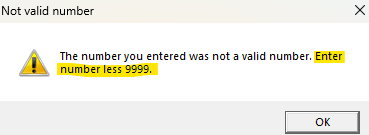 Not valid number
The number you entered was not a valid number. Enter
number less 9999.
OK